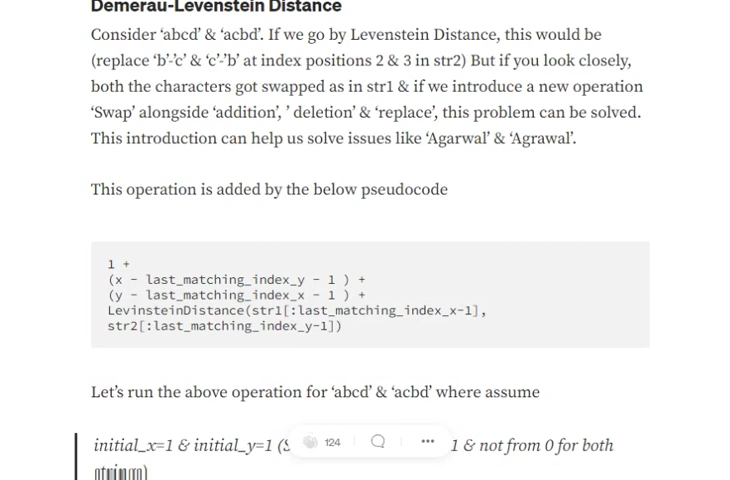 Demerau-Levenstein Distance
Consider ‘abcd’ & ‘acbd’. If we go by Levenstein Distance, this would be
(replace ‘b’-’c’ & ‘c’-’b’ at index positions 2 & 3 in str2) But if you look closely,
both the characters got swapped as in str1 & if we introduce a new operation
‘Swap’ alongside ‘addition’, ’ deletion’ & ‘replace’, this problem can be solved.
This introduction can help us solve issues like ‘Agarwal’ & ‘Agrawal’.
This operation is added by the below pseudocode
1 +
(x - last_matching_index_y - 1 ) +
(y - last_matching_index_x - 1 ) +
LevinsteinDistance(str1[:last_matching_index_x-1],
str2[:last_matching_index_y-1])
Let’s run the above operation for ‘abcd’ & ‘acbd’ where assume
initial_x=1 & initial_y=1 ( 1 & not from 0 for both
124